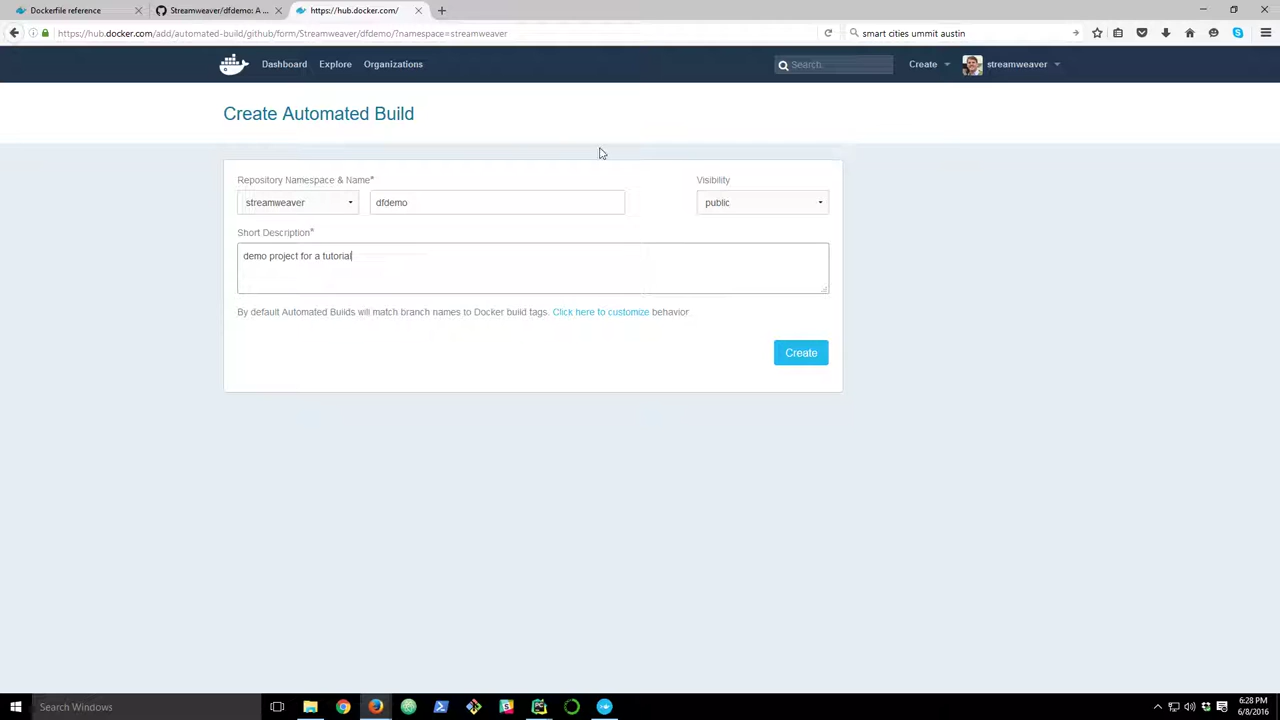 Dockerfile reference
Streamweaver/dfdemo: A ...
https://hub.docker.com/
https://hub.docker.com/add/automated-build/github/form/Streamweaver/dfdemo/?namespace=streamweaver
smart cities ummit austin
Dashboard
Explore
Organizations
Search.
Create
streamweaver
Create Automated Build
Repository Namespace & Name*
Visibility
streamweaver
dfdemo
public
Short Description*
demo project for a tutorial
By default Automated Builds will match branch names to Docker build tags. Click here to customize behavior
Create
Search Windows
6:28 PM
6/8/2016